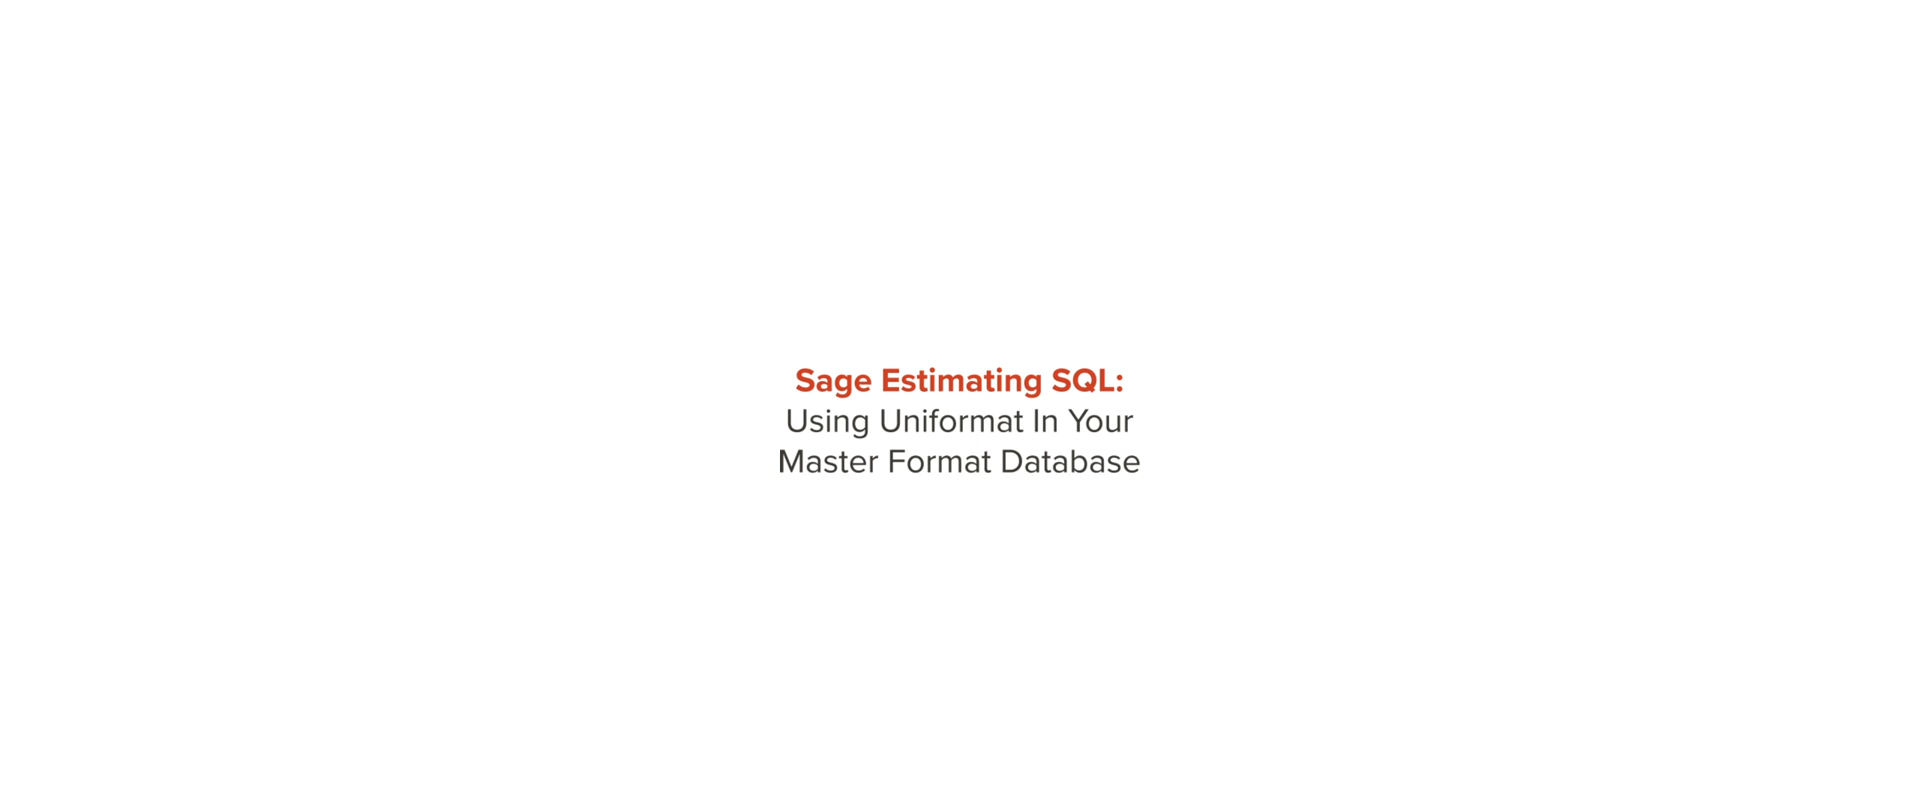 Sage Estimating SQL:
Using Uniformat In Your
Master Format Database